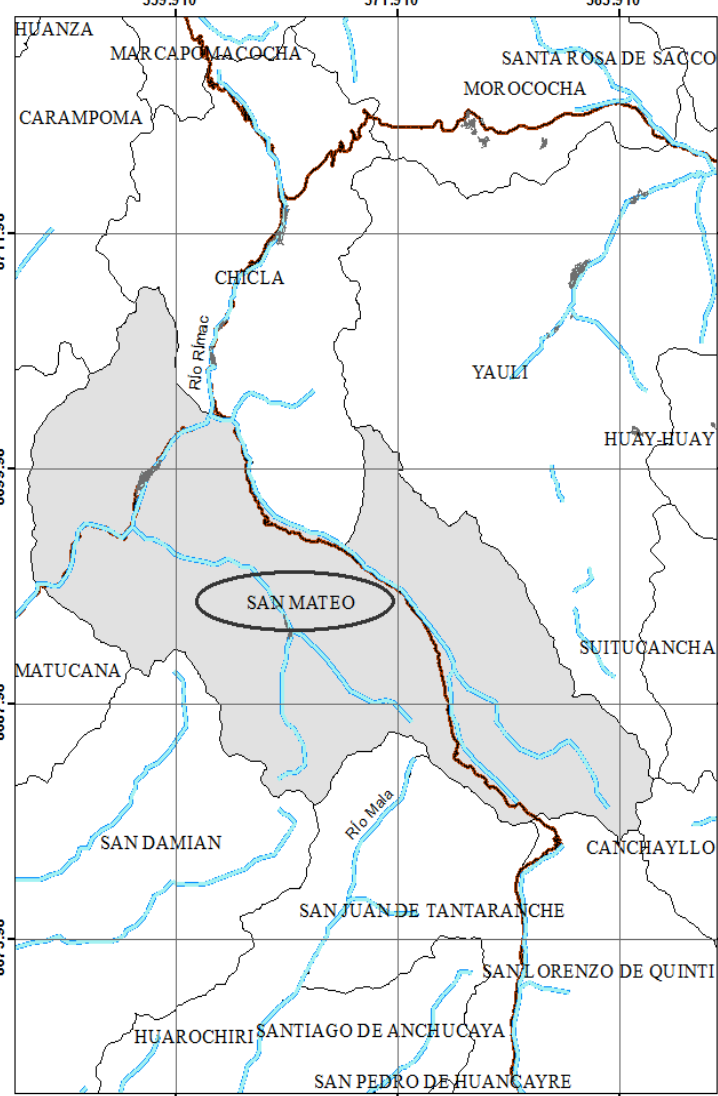 HUANZA
MARCAPOMACOCHA
SANTA ROSA DE SACCO
MOROCOCHA
CARAMPOMA
CHICLA
Río Rímac
YAULI
HUAY-HUAY
SAN MATEO
SUITUCANCHA
MATUCANA
Río Mala
SAN DAMIAN
CANCHAYLLO
SAN JUAN DE TANTARANCHE
SAN LORENZO DE QUINTI
HUAROCHIRI
SANTIAGO DE ANCHUCAYA
SAN PEDRO DE HUANCAYRE